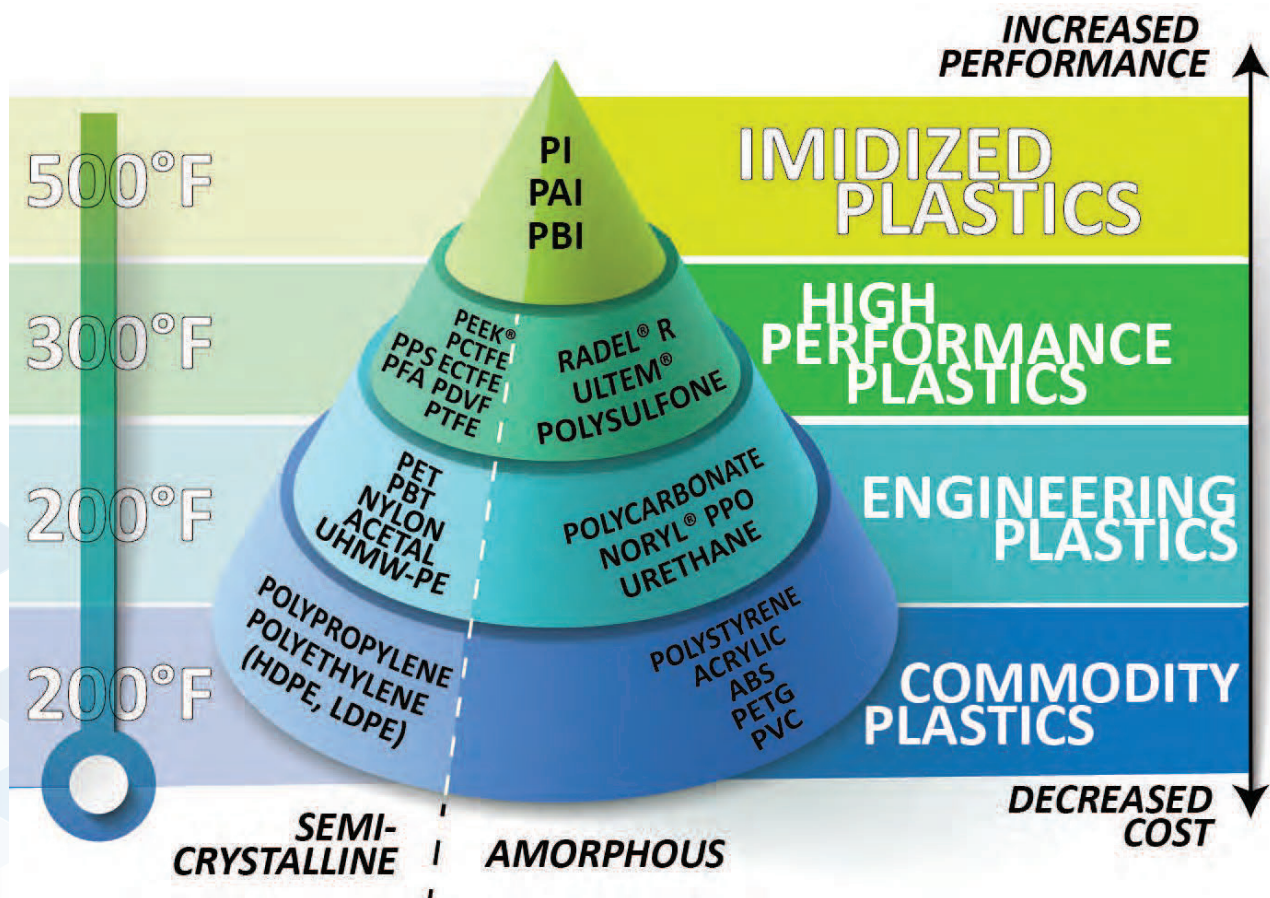 INCREASED
PERFORMANCE
500°F
PI
PAI
PBI
IMIDIZED
PLASTICS
300°F
PEEK®
PCTFE
PPS ECTFE
PFA PDVF
PTFE
RADEL® R
ULTEM®
POLYSULFONE
HIGH
PERFORMANCE
PLASTICS
200°F
PET
PBT
NYLON
ACETAL
UHMW-PE
POLYCARBONATE
NORYL® PPO
URETHANE
ENGINEERING
PLASTICS
200°F
POLYPROPYLENE
POLYETHYLENE
(HDPE, LDPE)
POLYSTYRENE
ACRYLIC
ABS
PETG
PVC
COMMODITY
PLASTICS
DECREASED
COST
SEMI-
CRYSTALLINE
AMORPHOUS